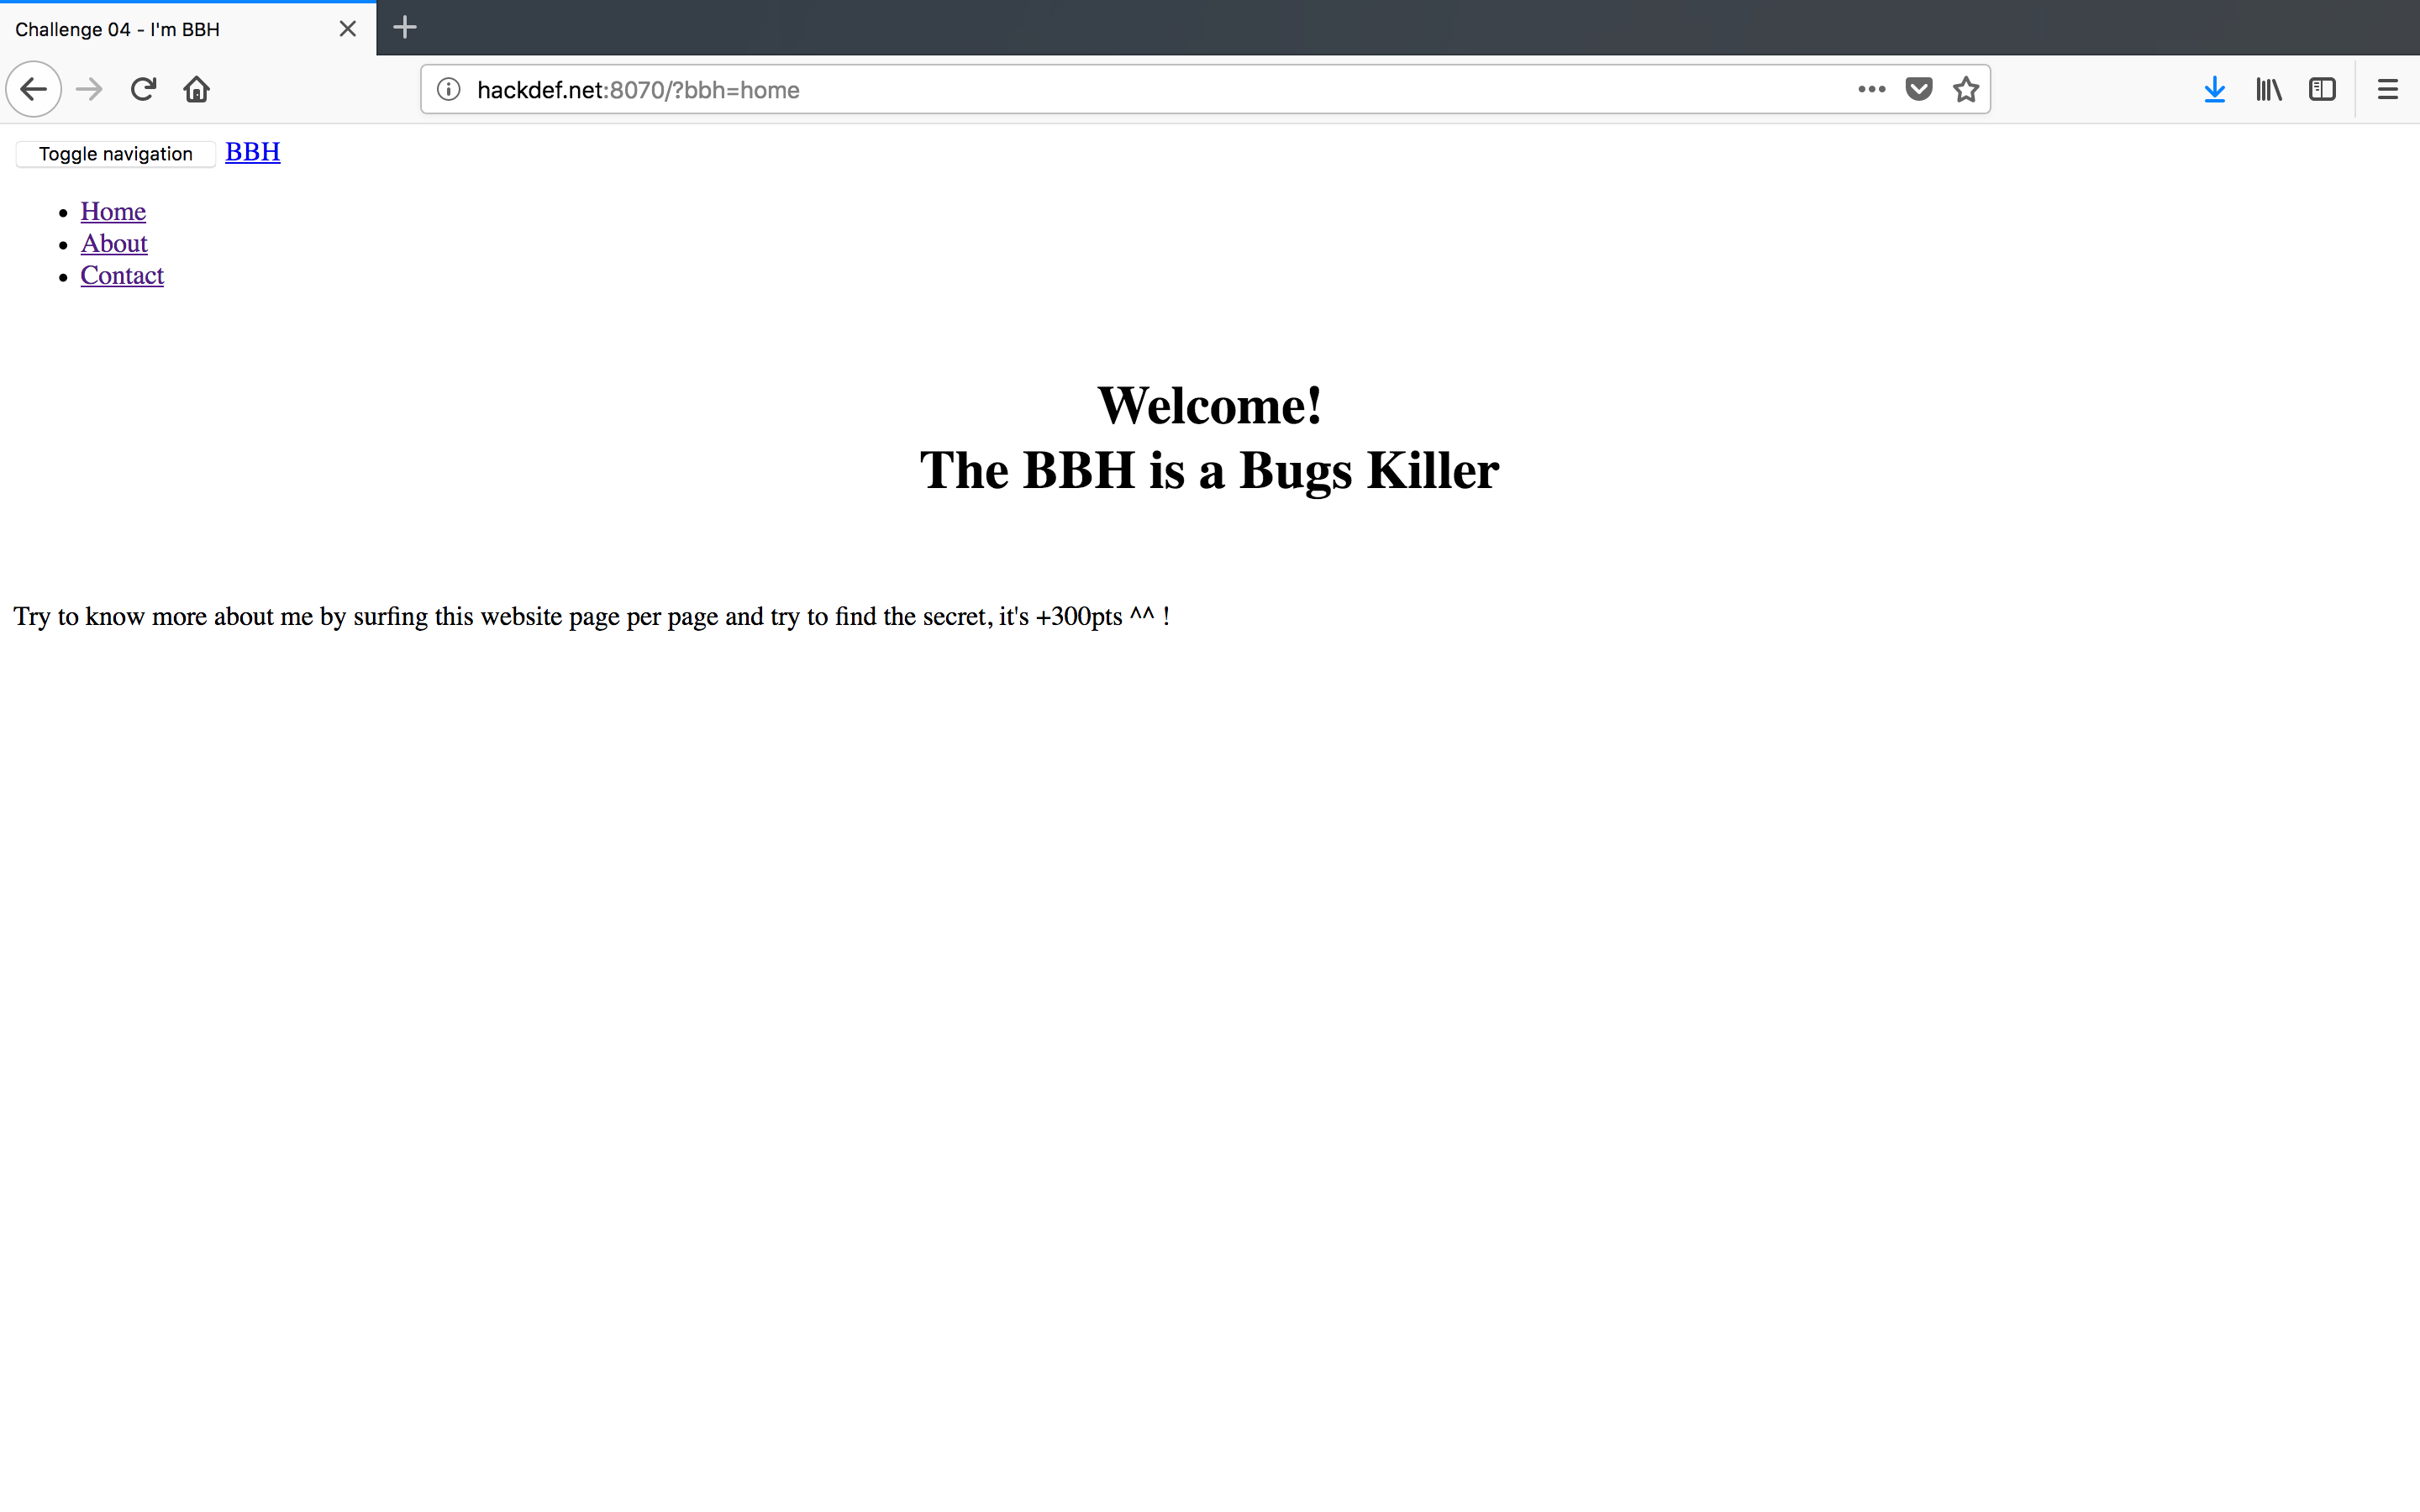 Challenge 04 - I'm BBH
hackdef.net:8070/?bbh=home
Toggle navigation BBH
Home
About
Contact
Welcome!
The BBH is a Bugs Killer
Try to know more about me by surfing this website page per page and try to find the secret, it's +300pts ^^ !